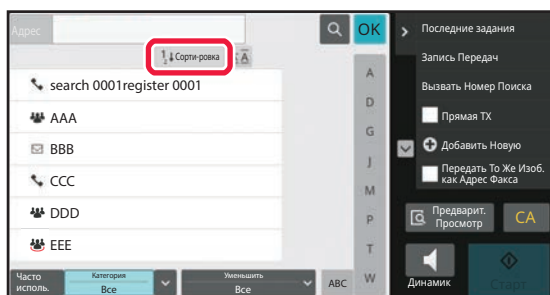 Адрес
OK
Сорти-ровка
A
search 0001register 0001
AAA
BBB
CCC
DDD
EEE
A
D
G
J
M
P
T
W
Часто
исполь.
Категория
Все
Уменьшить
Все
ABC
Последние задания
Запись Передач
Вызвать Номер Поиска
Прямая TX
Добавить Новую
Передать То Же Изоб.
как Адрес Факса
Предварит.
Просмотр
CA
Динамик
Старт